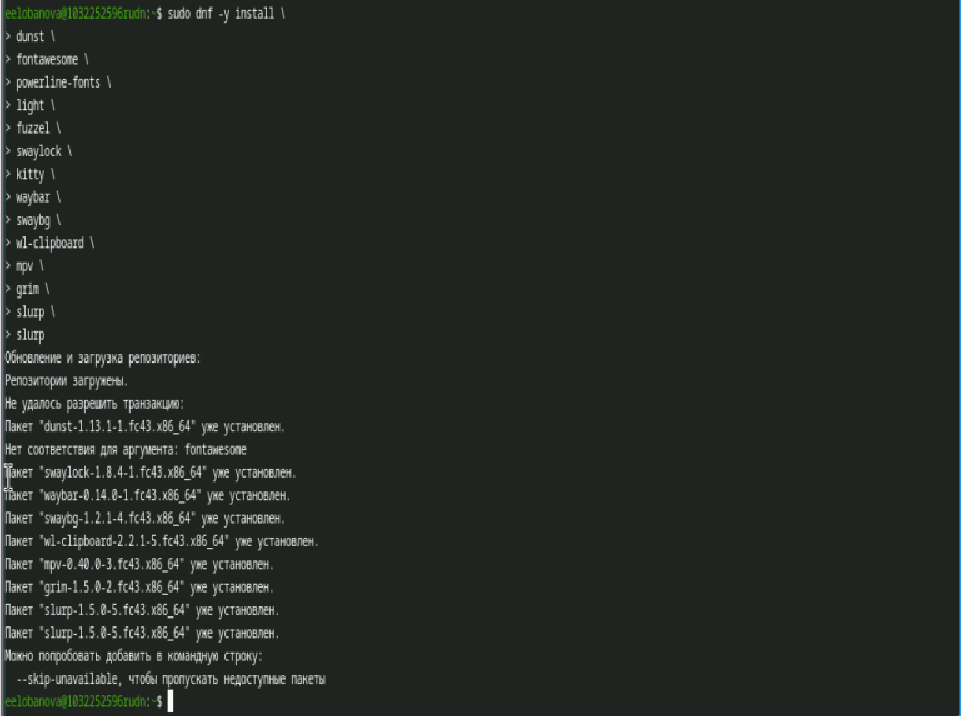 eelobanova@1032252596rudn:~$ sudo dnf -y install \
> dunst \
> fontawesome \
> powerline-fonts \
> light \
> fuzzel \
> swaylock \
> kitty \
> waybar \
> swaybg \
> wl-clipboard \
> mpv \
> grim \
> slurp \
> slurp
Обновление и загрузка репозиториев:
Репозитории загружены.
Не удалось разрешить транзакцию:
Пакет "dunst-1.13.1-1.fc43.x86_64" уже установлен.
Нет соответствия для аргумента: fontawesome
Пакет "swaylock-1.8.4-1.fc43.x86_64" уже установлен.
Пакет "waybar-0.14.0-1.fc43.x86_64" уже установлен.
Пакет "swaybg-1.2.1-4.fc43.x86_64" уже установлен.
Пакет "wl-clipboard-2.2.1-5.fc43.x86_64" уже установлен.
Пакет "mpv-0.40.0-3.fc43.x86_64" уже установлен.
Пакет "grim-1.5.0-2.fc43.x86_64" уже установлен.
Пакет "slurp-1.5.0-5.fc43.x86_64" уже установлен.
Пакет "slurp-1.5.0-5.fc43.x86_64" уже установлен.
Можно попробовать добавить в командную строку:
--skip-unavailable, чтобы пропускать недоступные пакеты
eelobanova@1032252596rudn:~$